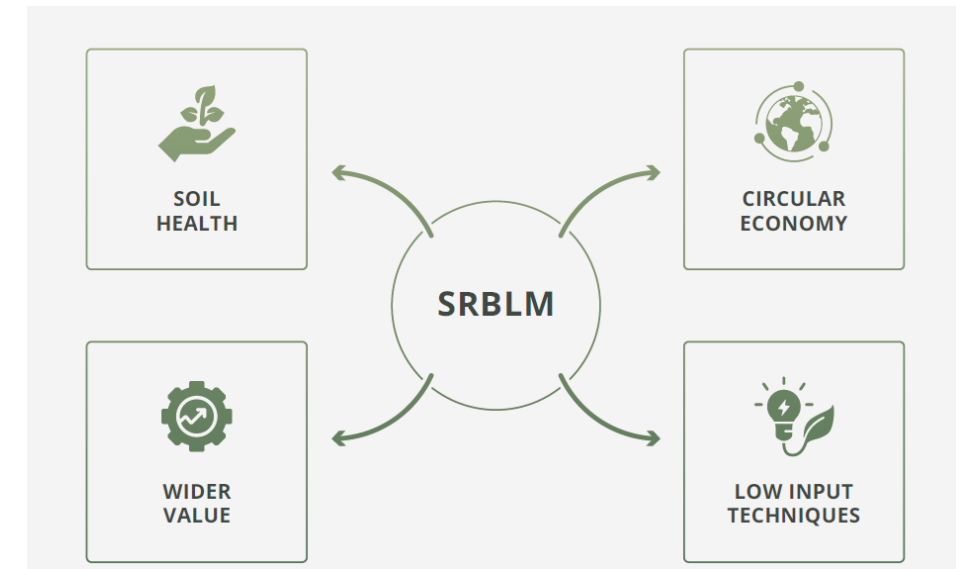 SOIL
HEALTH
CIRCULAR
ECONOMY
SRBLM
WIDER
VALUE
LOW INPUT
TECHNIQUES